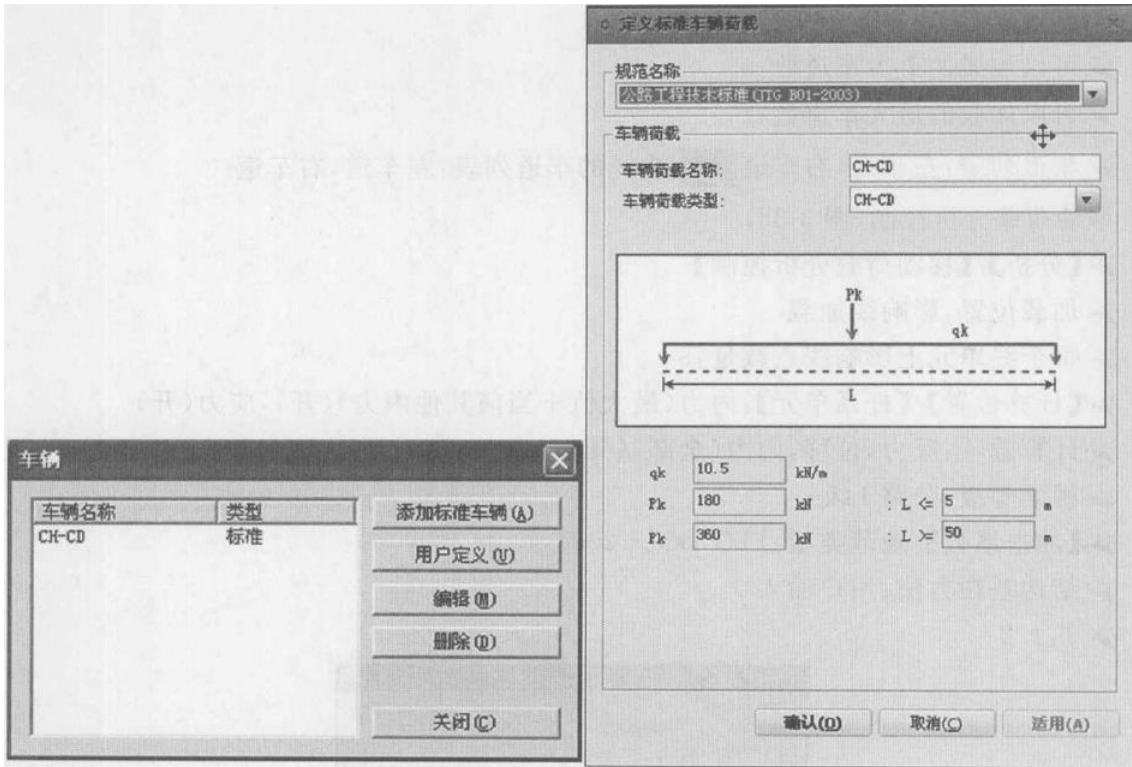 车辆
车辆名称 类型
CH-CD 标准
添加标准车辆(A)
用户定义(U)
编辑(M)
删除(D)
关闭(C)
定义标准车辆荷载
规范名称
公路工程技术标准(JTG B01-2003)
车辆荷载
车辆荷载名称: CH-CD
车辆荷载类型: CH-CD
Pk
qk
L
qk 10.5 kN/m
Pk 180 kN : L <= 5 m
Pk 360 kN : L >= 50 m
确认(O) 取消(C) 适用(A)